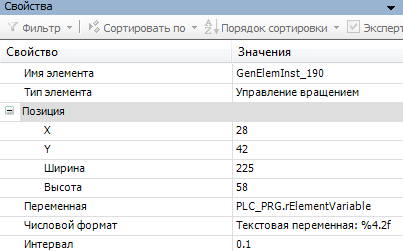 Свойства
Фильтр Сортировать по Порядок сортировки Эксперт
Свойство Значения
Имя элемента GenElemInst_190
Тип элемента Управление вращением
Позиция
X 28
Y 42
Ширина 225
Высота 58
Переменная PLC_PRG.rElementVariable
Числовой формат Текстовая переменная: %4.2f
Интервал 0.1